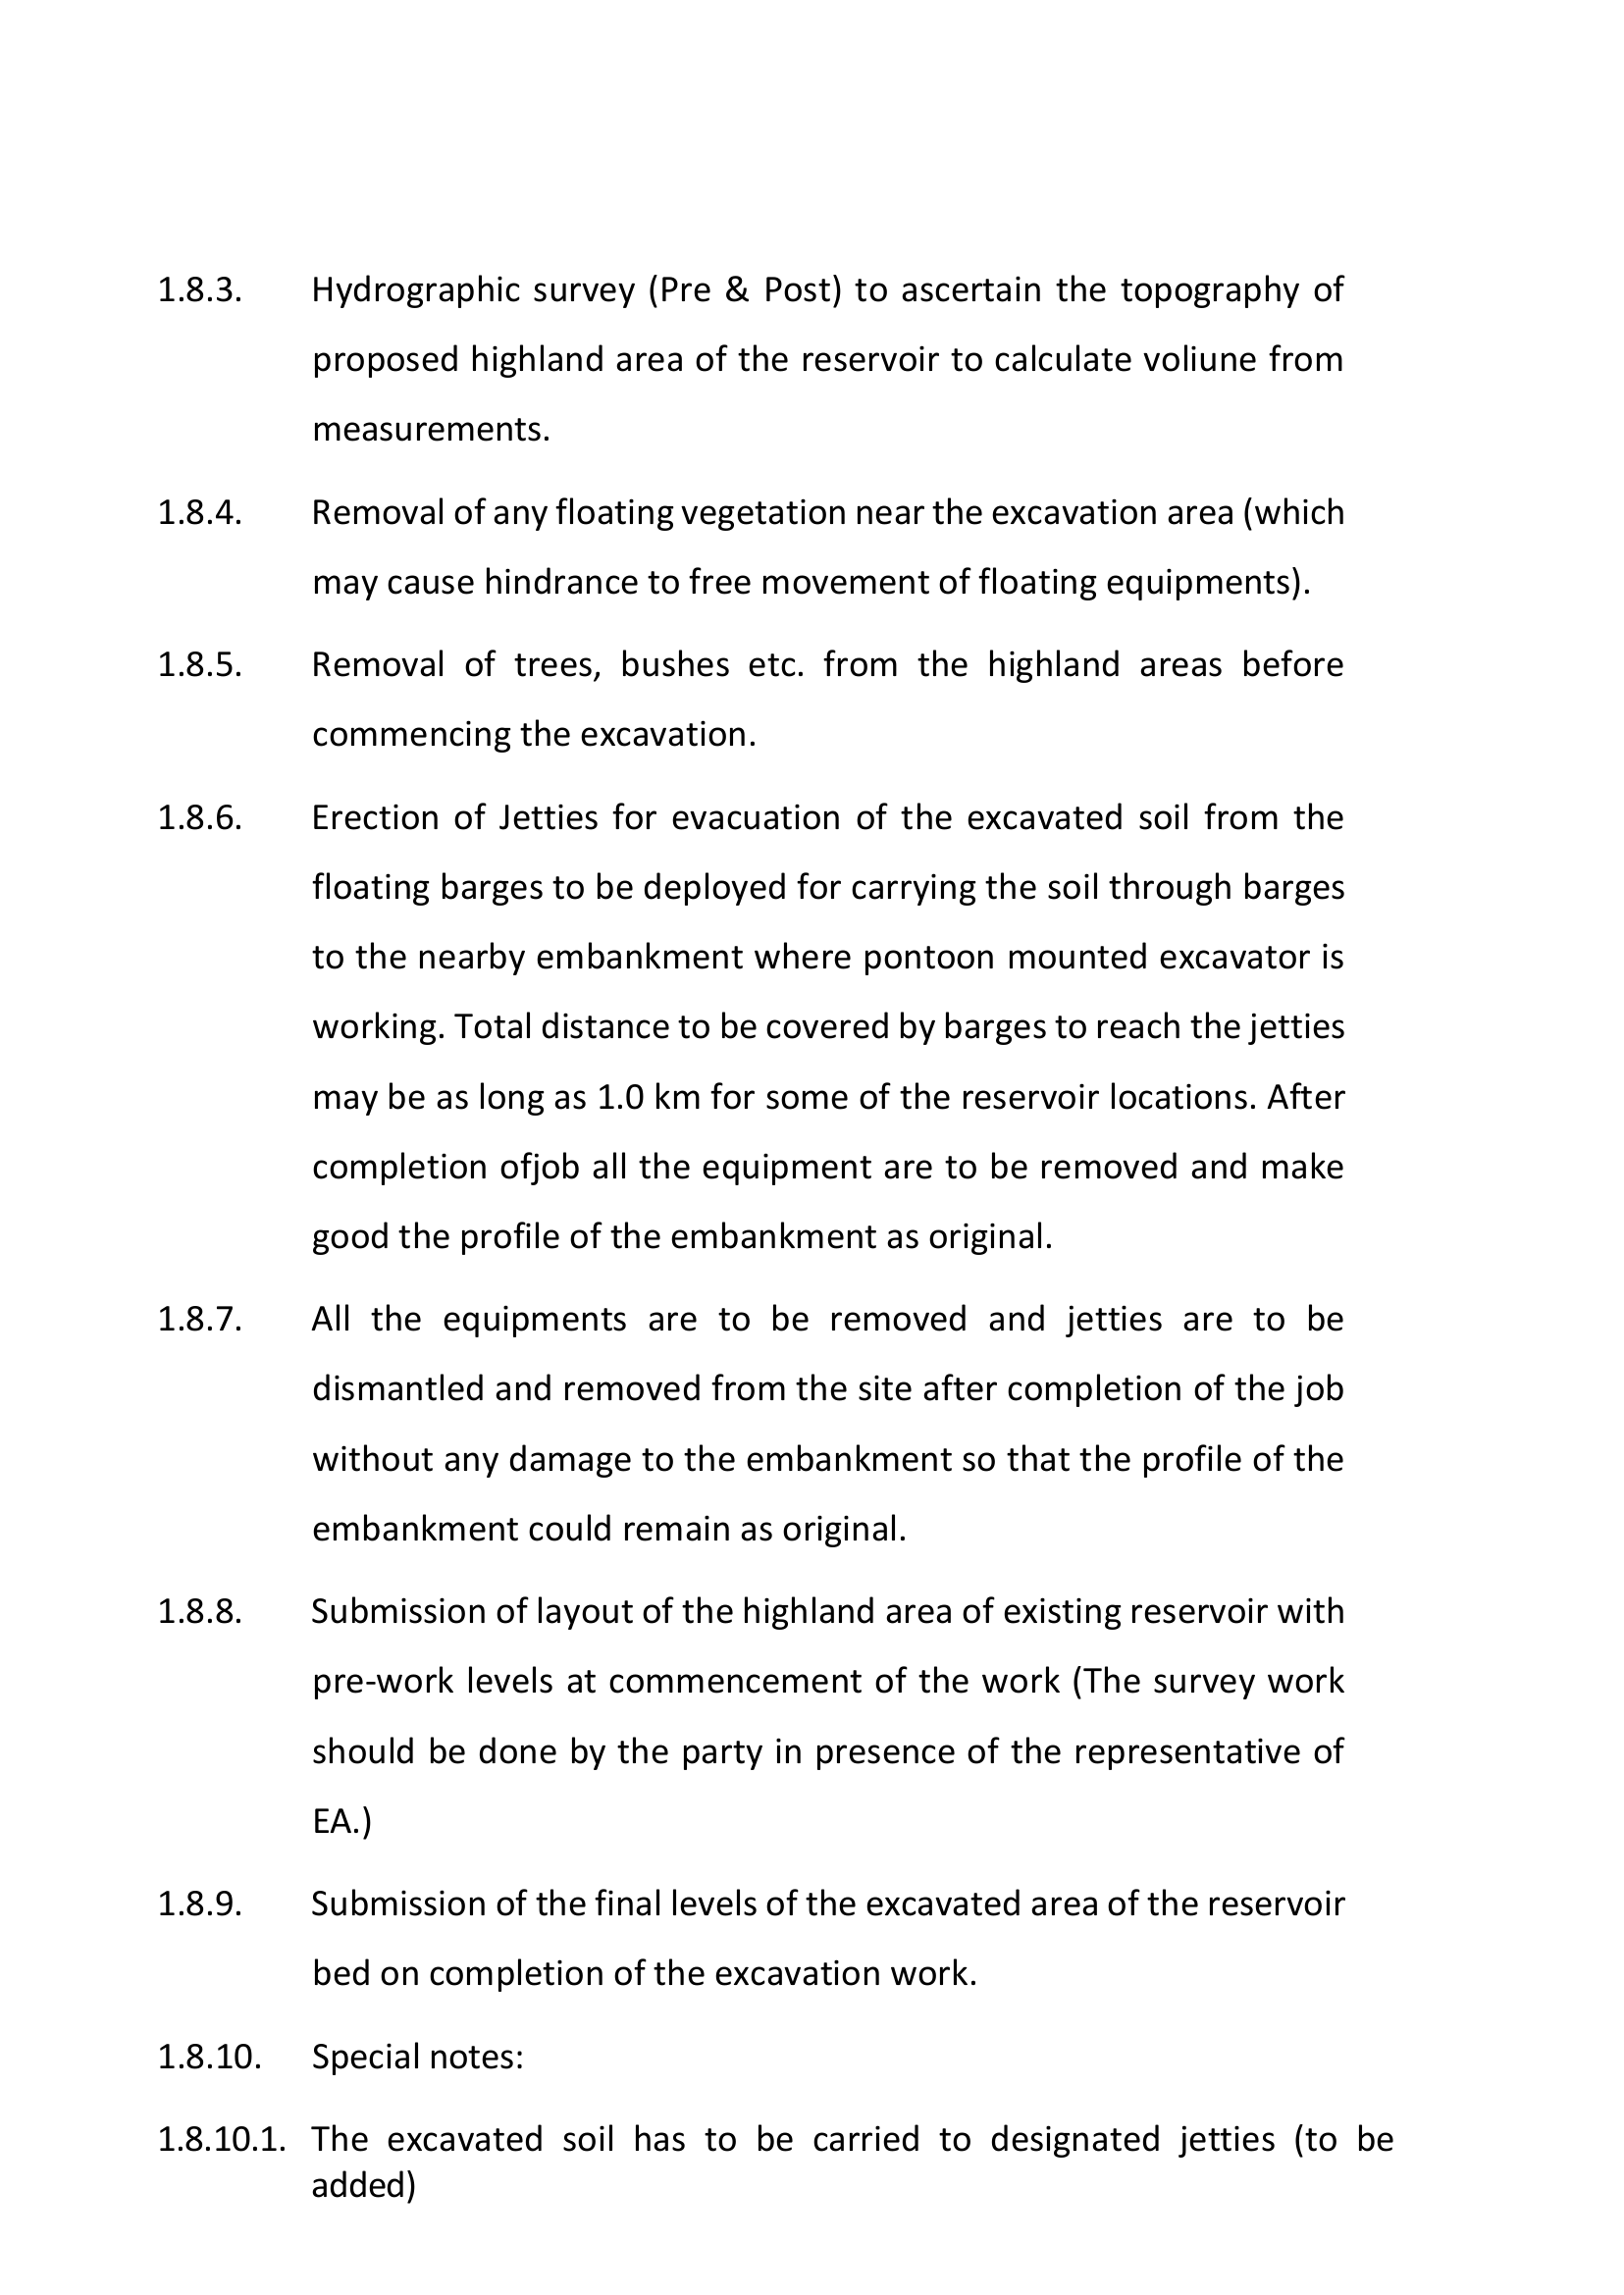 1.8.3. Hydrographic survey (Pre & Post) to ascertain the topography of
proposed highland area of the reservoir to calculate voliune from
measurements.
1.8.4. Removal of any floating vegetation near the excavation area (which
may cause hindrance to free movement of floating equipments).
1.8.5. Removal of trees, bushes etc. from the highland areas before
commencing the excavation.
1.8.6. Erection of Jetties for evacuation of the excavated soil from the
floating barges to be deployed for carrying the soil through barges
to the nearby embankment where pontoon mounted excavator is
working. Total distance to be covered by barges to reach the jetties
may be as long as 1.0 km for some of the reservoir locations. After
completion ofjob all the equipment are to be removed and make
good the profile of the embankment as original.
1.8.7. All the equipments are to be removed and jetties are to be
dismantled and removed from the site after completion of the job
without any damage to the embankment so that the profile of the
embankment could remain as original.
1.8.8. Submission of layout of the highland area of existing reservoir with
pre-work levels at commencement of the work (The survey work
should be done by the party in presence of the representative of
EA.)
1.8.9. Submission of the final levels of the excavated area of the reservoir
bed on completion of the excavation work.
1.8.10. Special notes:
1.8.10.1. The excavated soil has to be carried to designated jetties (to be
added)